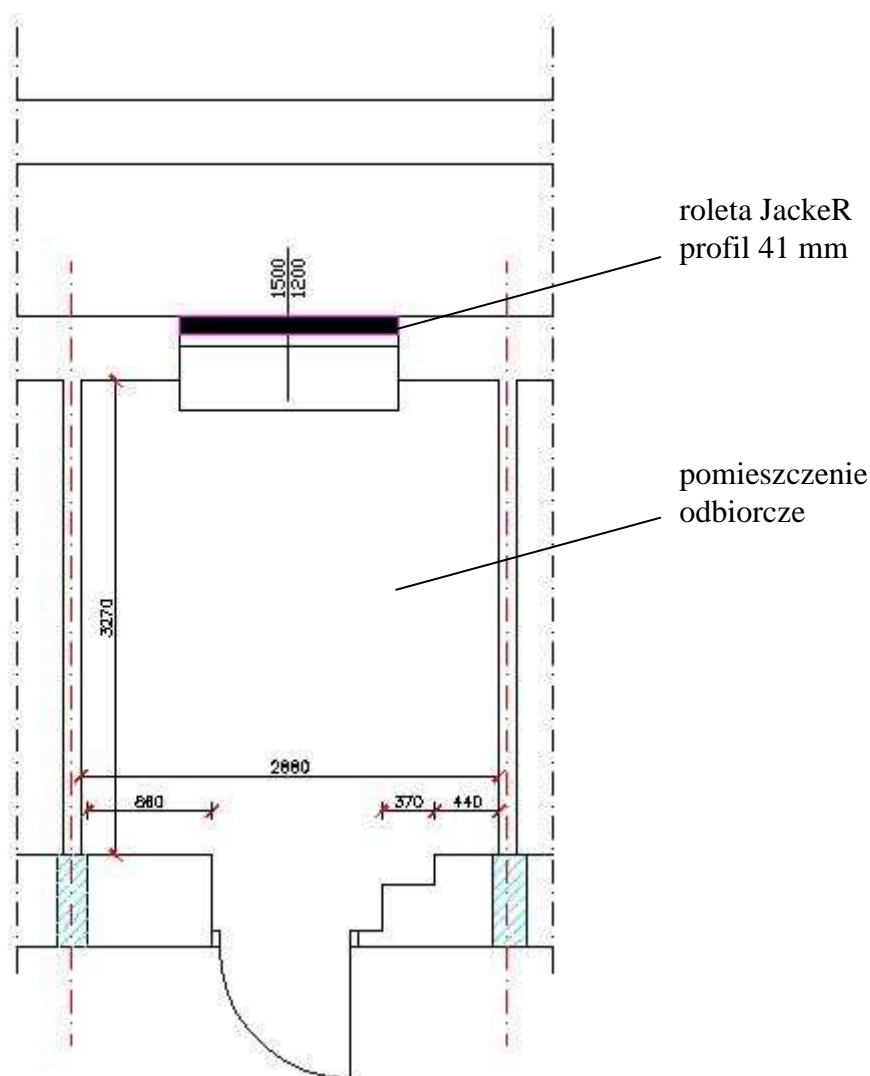 roleta JackeR
profil 41 mm
1500
1200
pomieszczenie
odbiorcze
3270
2880
860
370
440